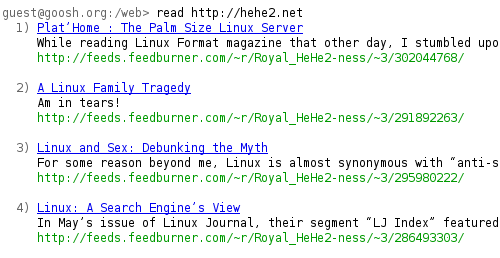 guest@goosh.org:/web> read http://hehe2.net
1) Plat'Home : The Palm Size Linux Server
While reading Linux Format magazine that other day, I stumbled upo
http://feeds.feedburner.com/~r/Royal_HeHe2-ness/~3/302044768/
2) A Linux Family Tragedy
Am in tears!
http://feeds.feedburner.com/~r/Royal_HeHe2-ness/~3/291892263/
3) Linux and Sex: Debunking the Myth
For some reason beyond me, Linux is almost synonymous with “anti-s
http://feeds.feedburner.com/~r/Royal_HeHe2-ness/~3/295980222/
4) Linux: A Search Engine's View
In May's issue of Linux Journal, their segment “LJ Index” featured
http://feeds.feedburner.com/~r/Royal_HeHe2-ness/~3/286493303/